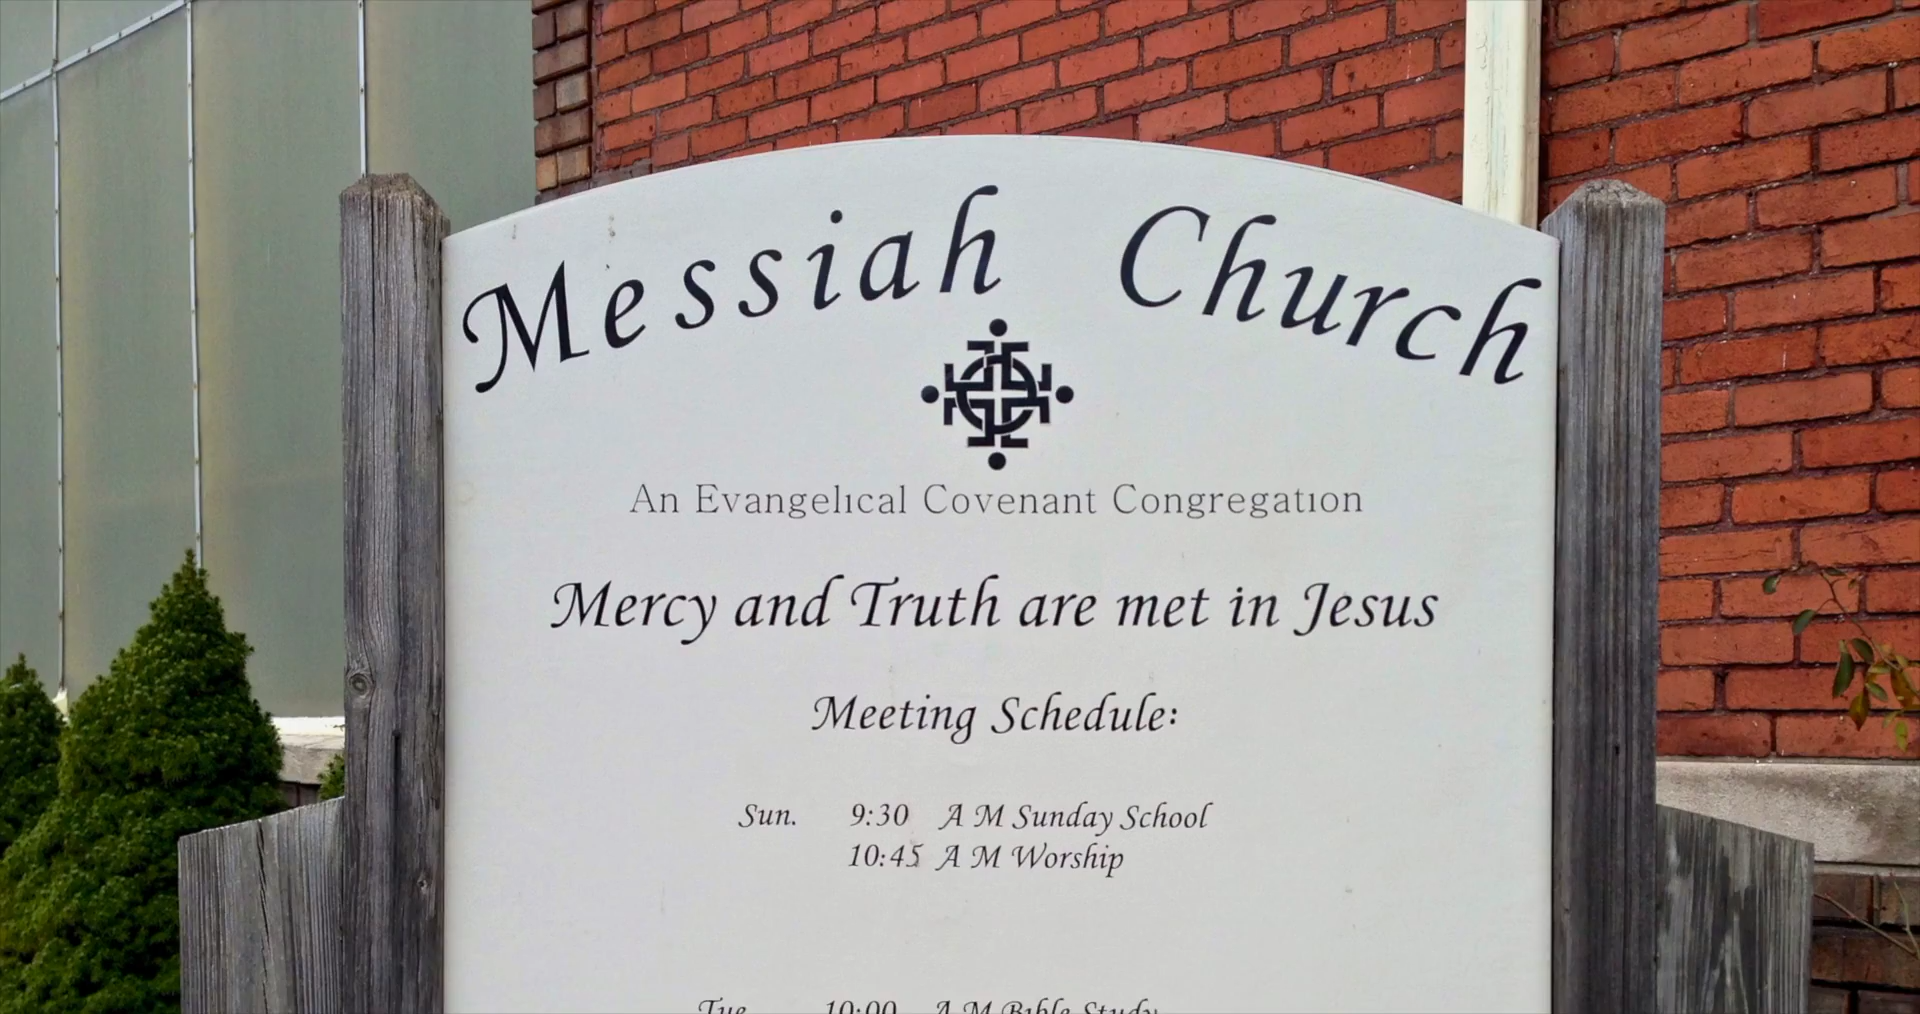 Messiah Church
An Evangelical Covenant Congregation
Mercy and Truth are met in Jesus
Meeting Schedule:
Sun. 9:30 A M Sunday School
10:45 A M Worship
Tue 10:00 A M Bible Study